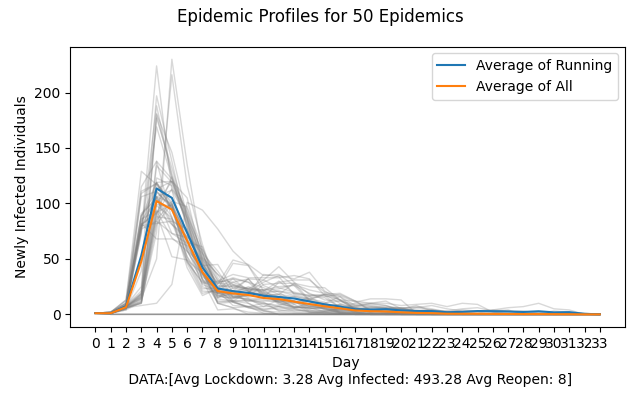 Epidemic Profiles for 50 Epidemics
Average of Running
Average of All
Newly Infected Individuals
200
150
100
50
0
0 1 2 3 4 5 6 7 8 9 10 11 12 13 14 15 16 17 18 19 20 21 22 23 24 25 26 27 28 29 30 31 32 33
Day
DATA:[Avg Lockdown: 3.28 Avg Infected: 493.28 Avg Reopen: 8]